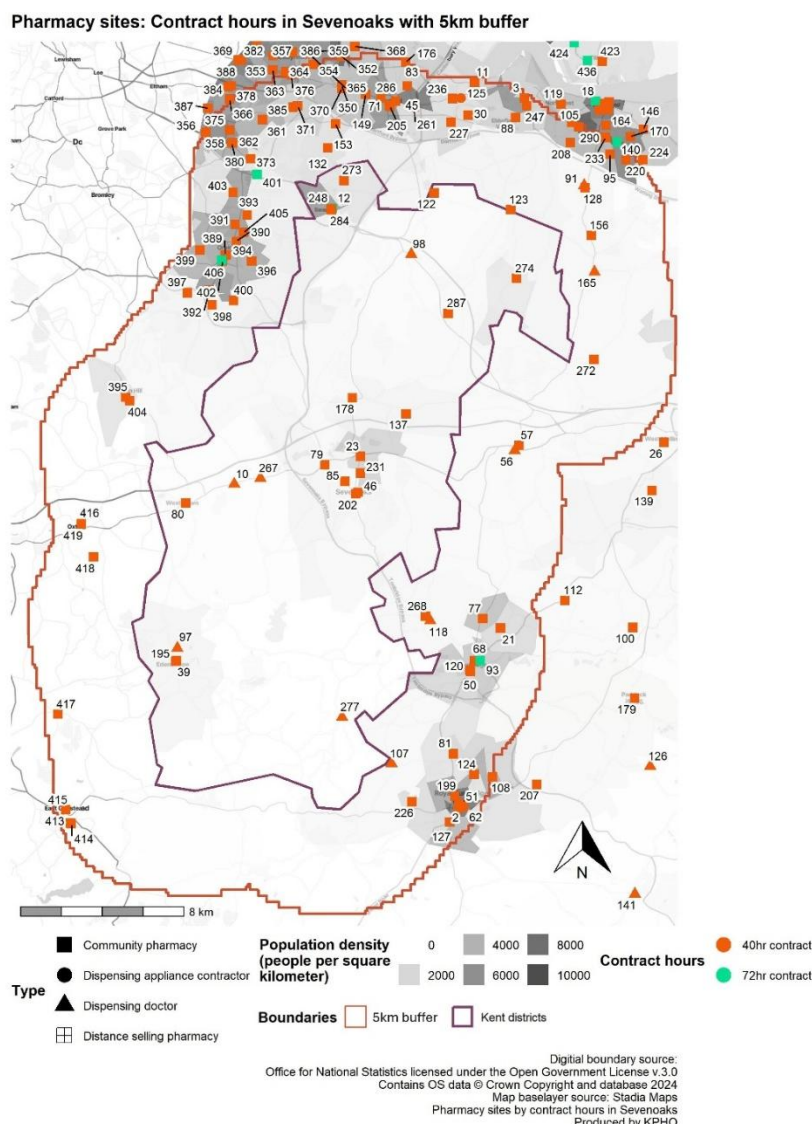 Pharmacy sites: Contract hours in Sevenoaks with 5km buffer
369 382 357 386 359 368 176 424 423
388 353 363 364 376 354 352 83 11 436
384 378 365 286 236 125 3 119 18
387 375 366 385 370 71 45 30 247 105 164 146
356 361 371 149 205 261 227 88 290 170
358 362 153 208 233 140 224
380 373 132 95 220
403 401 273 91
393 248 12 122 123 128
391 405 284 156
389 390 98
399 394 396 274 165
406
397 402 400 287
392 398
272
395 178
404 137
57 26
23
79 231 56
10 267 85 46 139
80 202
416
419
418 112
268 77
118 21 100
97 68
195 120 93
39 50
179
417 277
81
107 124 126
199 108
415 51 207
413 226 62
414 127 2
141
N
8 km
Type
Community pharmacy
Dispensing appliance contractor
Dispensing doctor
Distance selling pharmacy
Population density
(people per square
kilometer)
0 4000 8000
2000 6000 10000
Contract hours
40hr contract
72hr contract
Boundaries
5km buffer
Kent districts
Digitial boundary source:
Office for National Statistics licensed under the Open Government License v.3.0
Contains OS data © Crown Copyright and database 2024
Map baselayer source: Stadia Maps
Pharmacy sites by contract hours in Sevenoaks
Produced by KPHO
Lewisham
Lee
Eltham
Catford
Grove Park
Bromley